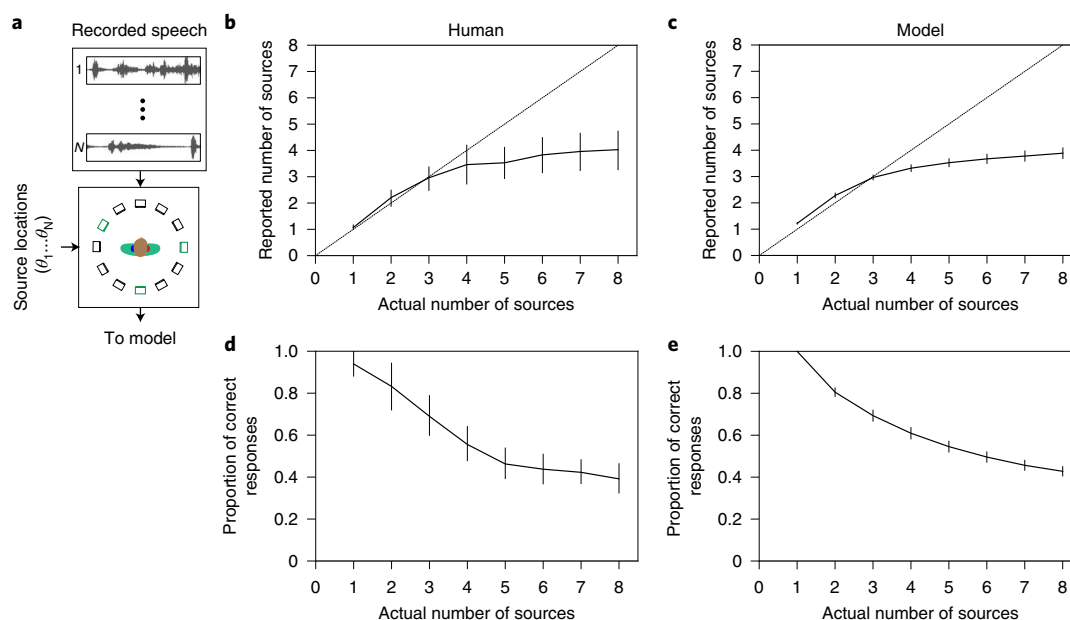 a
Recorded speech
1
N
Source locations
(θ1...θN)
To model
b
Human
8
7
6
5
4
3
2
1
0
Reported number of sources
0 1 2 3 4 5 6 7 8
Actual number of sources
c
Model
8
7
6
5
4
3
2
1
0
Reported number of sources
0 1 2 3 4 5 6 7 8
Actual number of sources
d
1.0
0.8
0.6
0.4
0.2
0
Proportion of correct
responses
0 1 2 3 4 5 6 7 8
Actual number of sources
e
1.0
0.8
0.6
0.4
0.2
0
Proportion of correct
responses
0 1 2 3 4 5 6 7 8
Actual number of sources